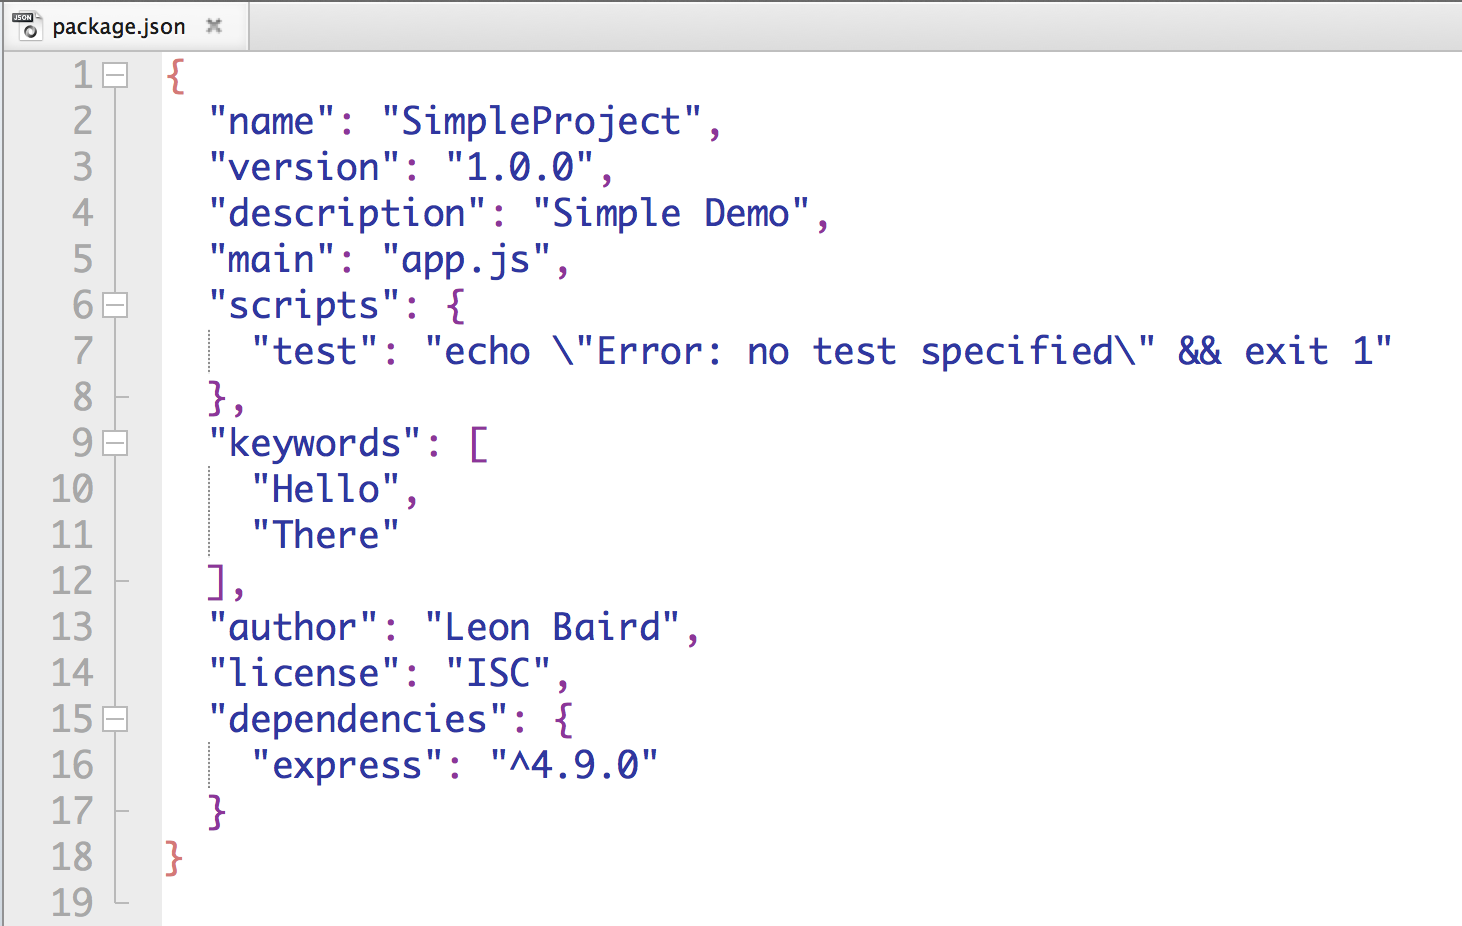 JSON
package.json
1 {
2   "name": "SimpleProject",
3   "version": "1.0.0",
4   "description": "Simple Demo",
5   "main": "app.js",
6   "scripts": {
7     "test": "echo \"Error: no test specified\" && exit 1"
8   },
9   "keywords": [
10     "Hello",
11     "There"
12   ],
13   "author": "Leon Baird",
14   "license": "ISC",
15   "dependencies": {
16     "express": "^4.9.0"
17   }
18 }
19